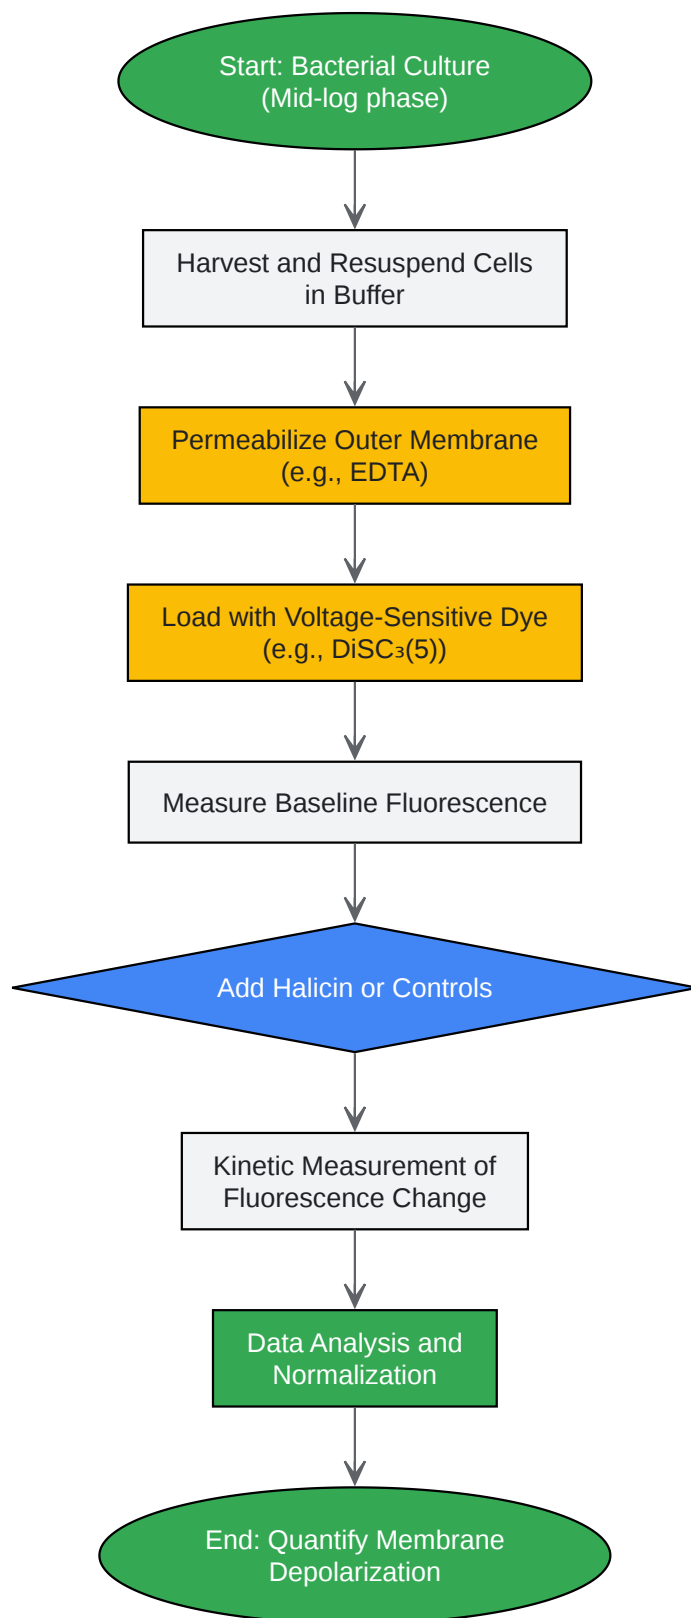 Start: Bacterial Culture
(Mid-log phase)
Harvest and Resuspend Cells
in Buffer
Permeabilize Outer Membrane
(e.g., EDTA)
Load with Voltage-Sensitive Dye
(e.g., DiSC₃(5))
Measure Baseline Fluorescence
Add Halicin or Controls
Kinetic Measurement of
Fluorescence Change
Data Analysis and
Normalization
End: Quantify Membrane
Depolarization